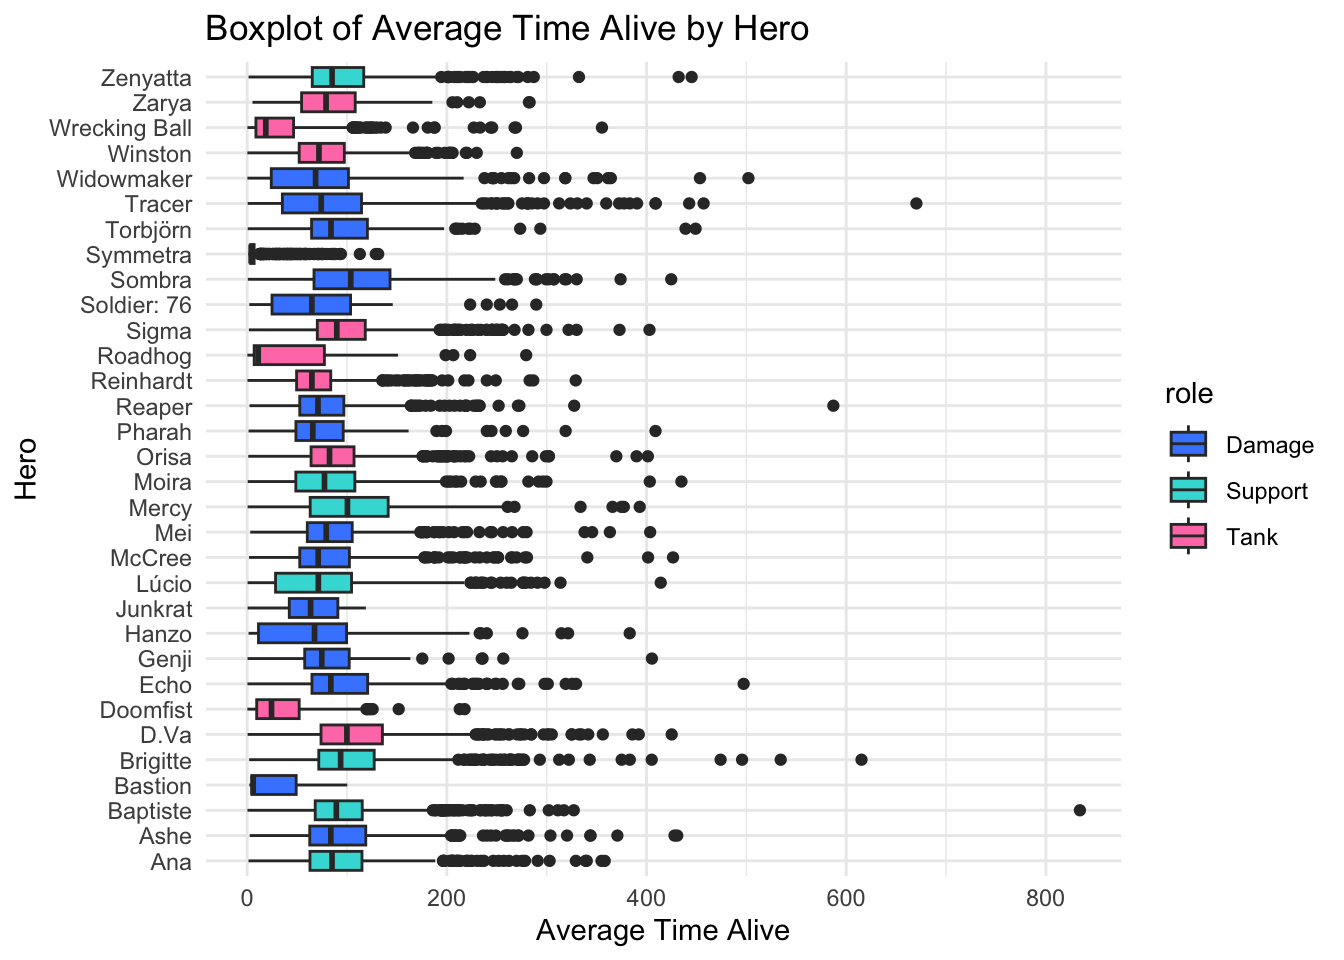 Boxplot of Average Time Alive by Hero
Zenyatta
Zarya
Wrecking Ball
Winston
Widowmaker
Tracer
Torbjörn
Symmetra
Sombra
Soldier: 76
Sigma
Roadhog
Reinhardt
Reaper
Pharah
Orisa
Moira
Mercy
Mei
McCree
Lúcio
Junkrat
Hanzo
Genji
Echo
Doomfist
D.Va
Brigitte
Bastion
Baptiste
Ashe
Ana
Hero
0 200 400 600 800
Average Time Alive
role
Damage
Support
Tank